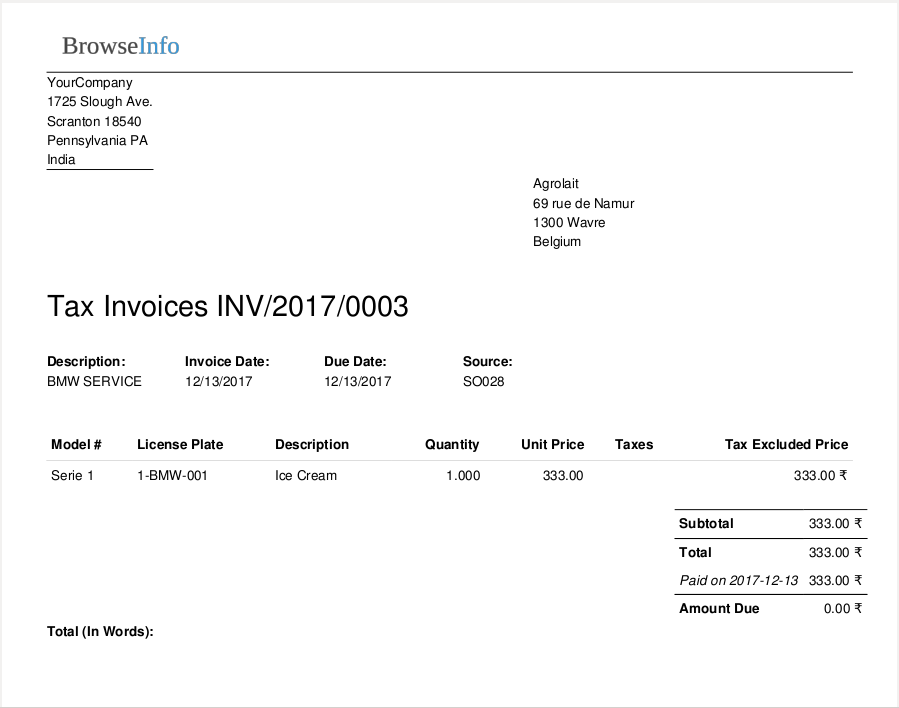 BrowseInfo
YourCompany
1725 Slough Ave.
Scranton 18540
Pennsylvania PA
India
Agrolait
69 rue de Namur
1300 Wavre
Belgium
Tax Invoices INV/2017/0003
Description: Invoice Date: Due Date: Source:
BMW SERVICE 12/13/2017 12/13/2017 SO028
Model # License Plate Description Quantity Unit Price Taxes Tax Excluded Price
Serie 1 1-BMW-001 Ice Cream 1.000 333.00 333.00 ₹
Subtotal 333.00 ₹
Total 333.00 ₹
Paid on 2017-12-13 333.00 ₹
Amount Due 0.00 ₹
Total (In Words):